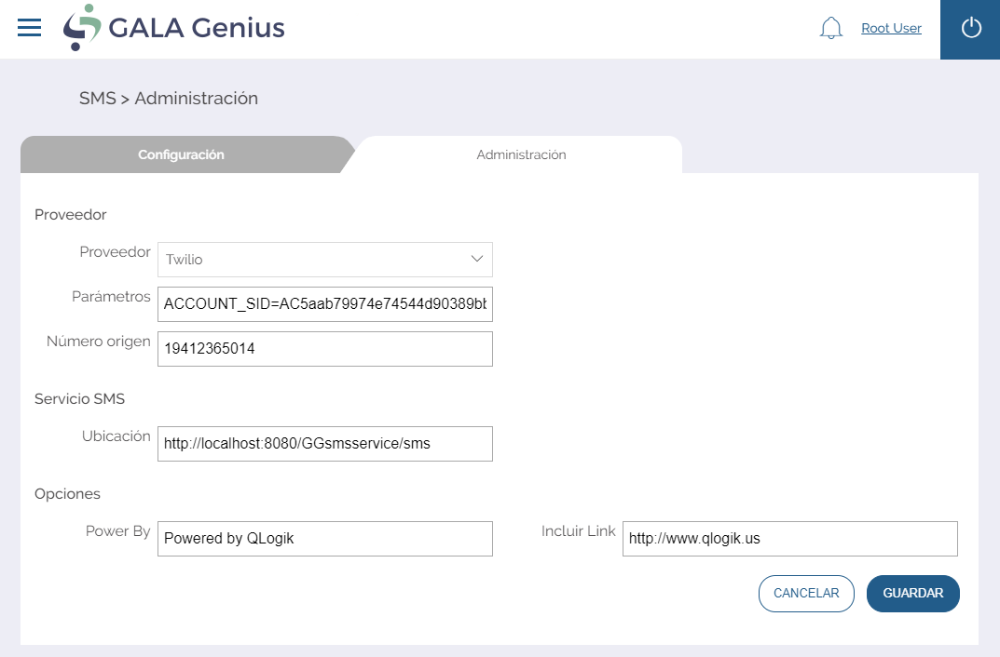 GALA Genius
Root User
SMS > Administración
Configuración
Administración
Proveedor
Proveedor
Twilio
Parámetros
ACCOUNT_SID=AC5aab79974e74544d90389bb
Número origen
19412365014
Servicio SMS
Ubicación
http://localhost:8080/GGsmsservice/sms
Opciones
Power By
Powered by QLogik
Incluir Link
http://www.qlogik.us
CANCELAR
GUARDAR